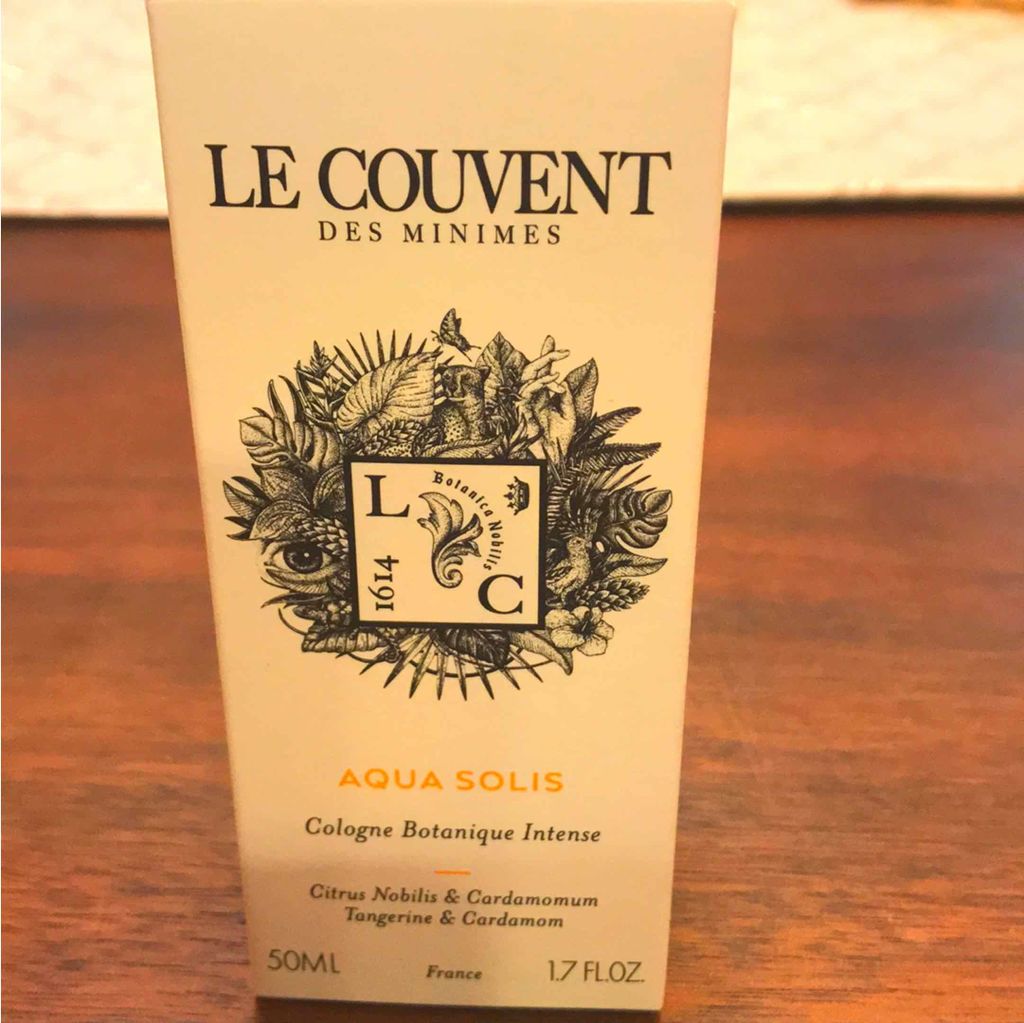 LE COUVENT
DES MINIMES
L
Botanica Nobilis
1614
C
AQUA SOLIS
Cologne Botanique Intense
Citrus Nobilis & Cardamomum
Tangerine & Cardamom
50ML
France
1.7 FL.OZ.